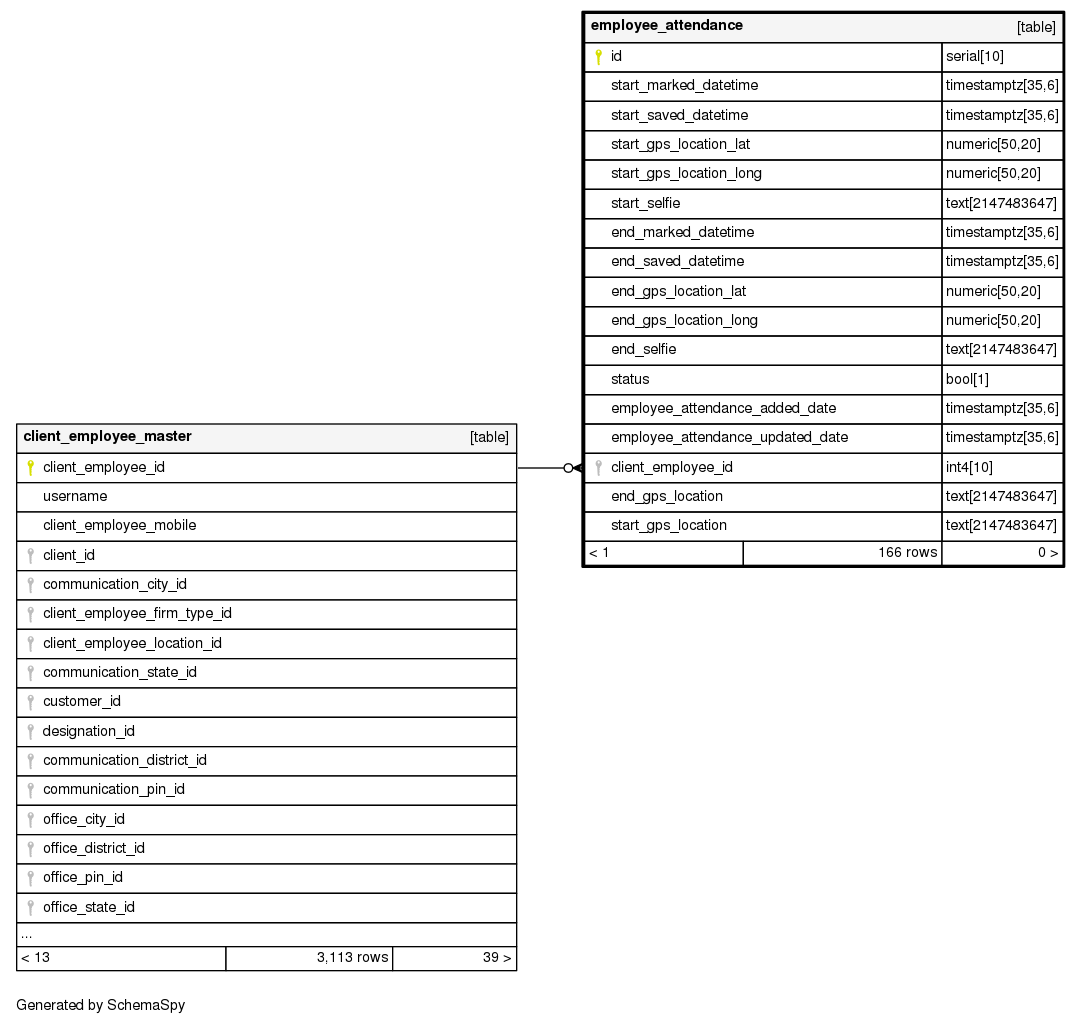 employee_attendance [table]
id serial[10]
start_marked_datetime timestamptz[35,6]
start_saved_datetime timestamptz[35,6]
start_gps_location_lat numeric[50,20]
start_gps_location_long numeric[50,20]
start_selfie text[2147483647]
end_marked_datetime timestamptz[35,6]
end_saved_datetime timestamptz[35,6]
end_gps_location_lat numeric[50,20]
end_gps_location_long numeric[50,20]
end_selfie text[2147483647]
status bool[1]
employee_attendance_added_date timestamptz[35,6]
employee_attendance_updated_date timestamptz[35,6]
client_employee_id int4[10]
end_gps_location text[2147483647]
start_gps_location text[2147483647]
< 1 166 rows 0 >
client_employee_master [table]
client_employee_id
username
client_employee_mobile
client_id
communication_city_id
client_employee_firm_type_id
client_employee_location_id
communication_state_id
customer_id
designation_id
communication_district_id
communication_pin_id
office_city_id
office_district_id
office_pin_id
office_state_id
...
< 13 3,113 rows 39 >
Generated by SchemaSpy